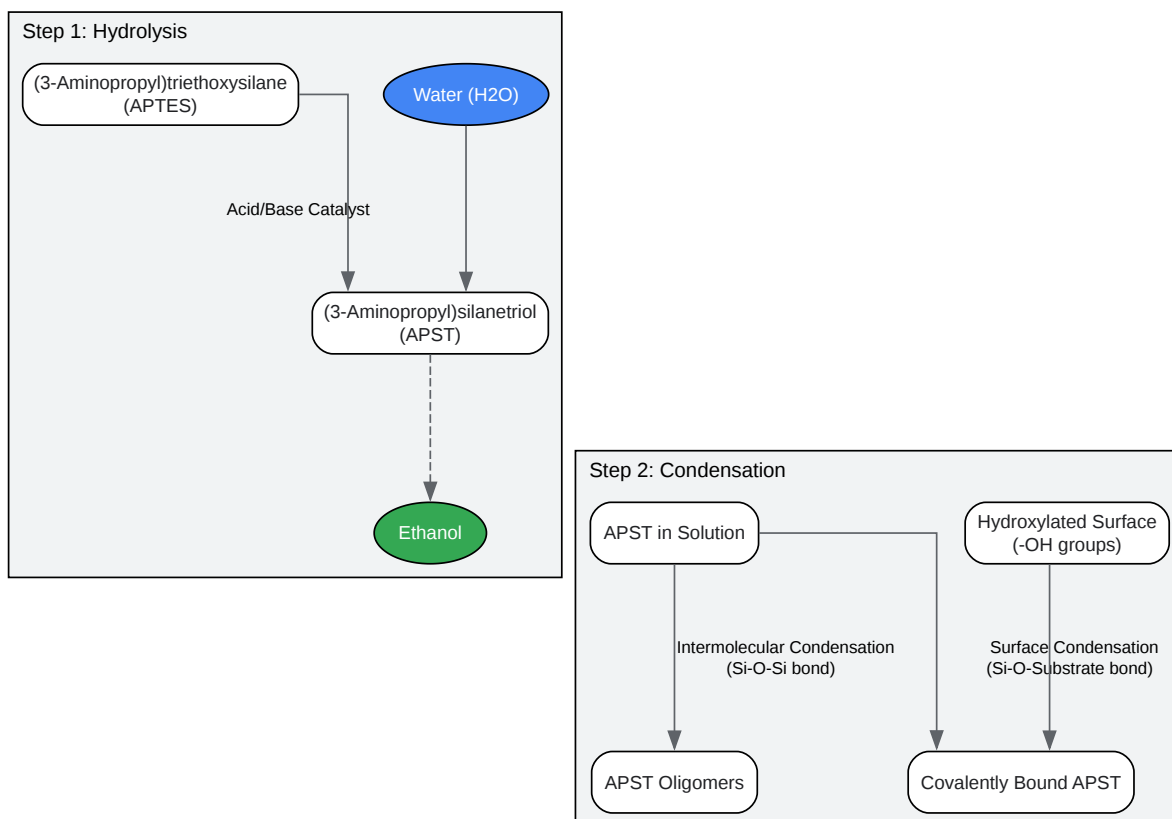 Step 1: Hydrolysis
(3-Aminopropyl)triethoxysilane
(APTES)
Water (H2O)
Acid/Base Catalyst
(3-Aminopropyl)silanetriol
(APST)
Ethanol
Step 2: Condensation
APST in Solution
Hydroxylated Surface
(-OH groups)
Intermolecular Condensation
(Si-O-Si bond)
Surface Condensation
(Si-O-Substrate bond)
APST Oligomers
Covalently Bound APST